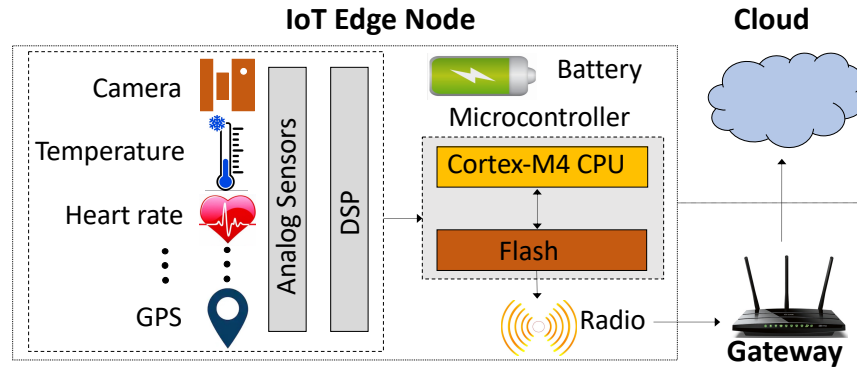 IoT Edge Node
Cloud
Camera
Temperature
Heart rate
GPS
Analog Sensors
DSP
Battery
Microcontroller
Cortex-M4 CPU
Flash
Radio
Gateway